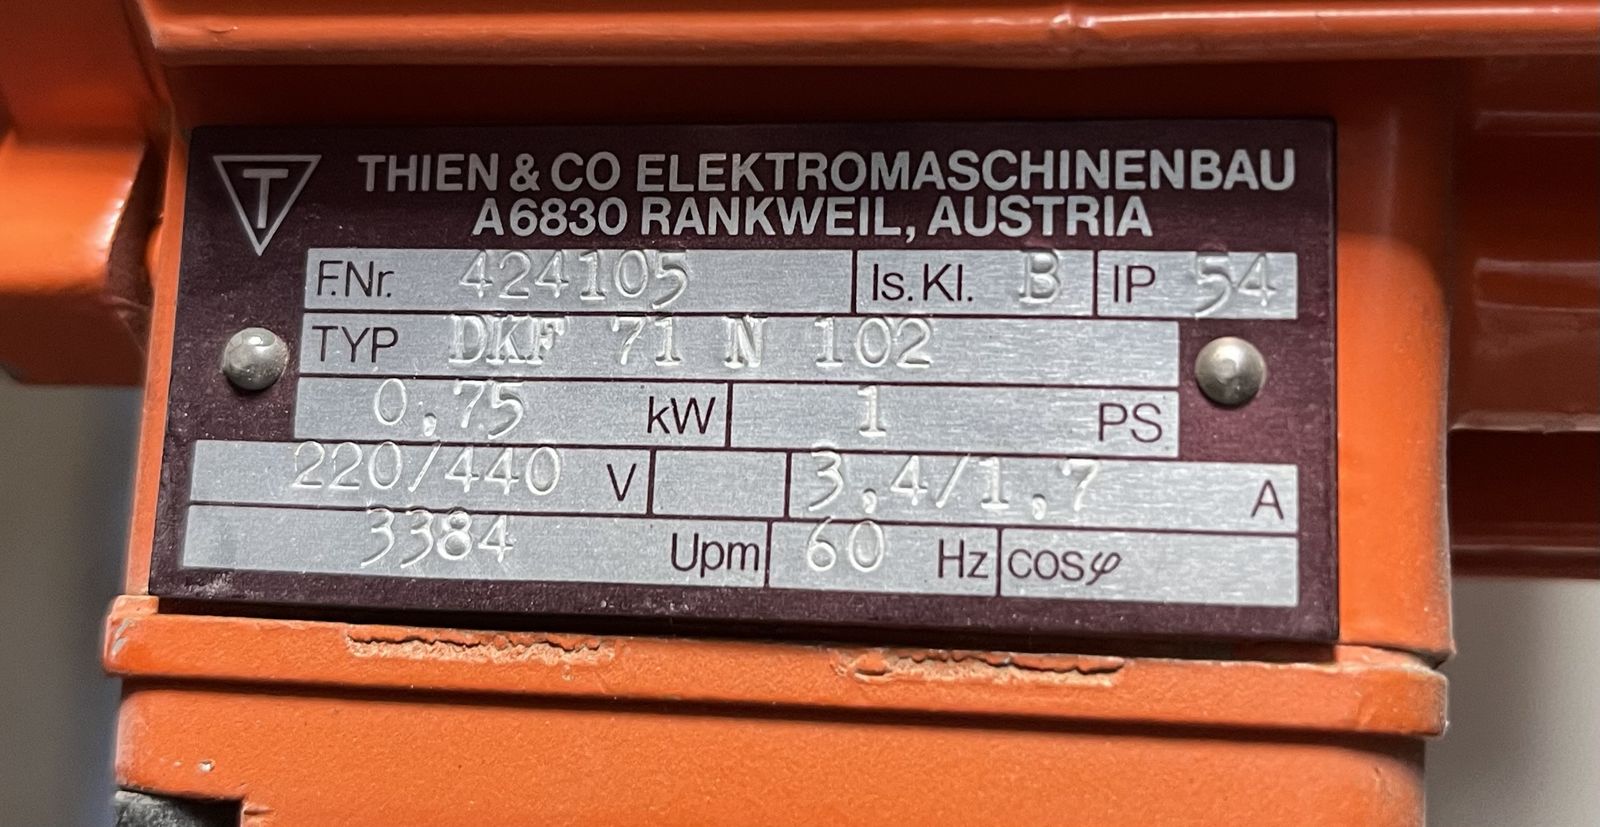 T THIEN & CO ELEKTROMASCHINENBAU
A6830 RANKWEIL, AUSTRIA
F.Nr. 424105 Is. Kl. B IP 54
TYP DKF 71 N 102
0,75 kW 1 PS
220/440 V 3,4/1,7 A
3384 Upm 60 Hz cosφ